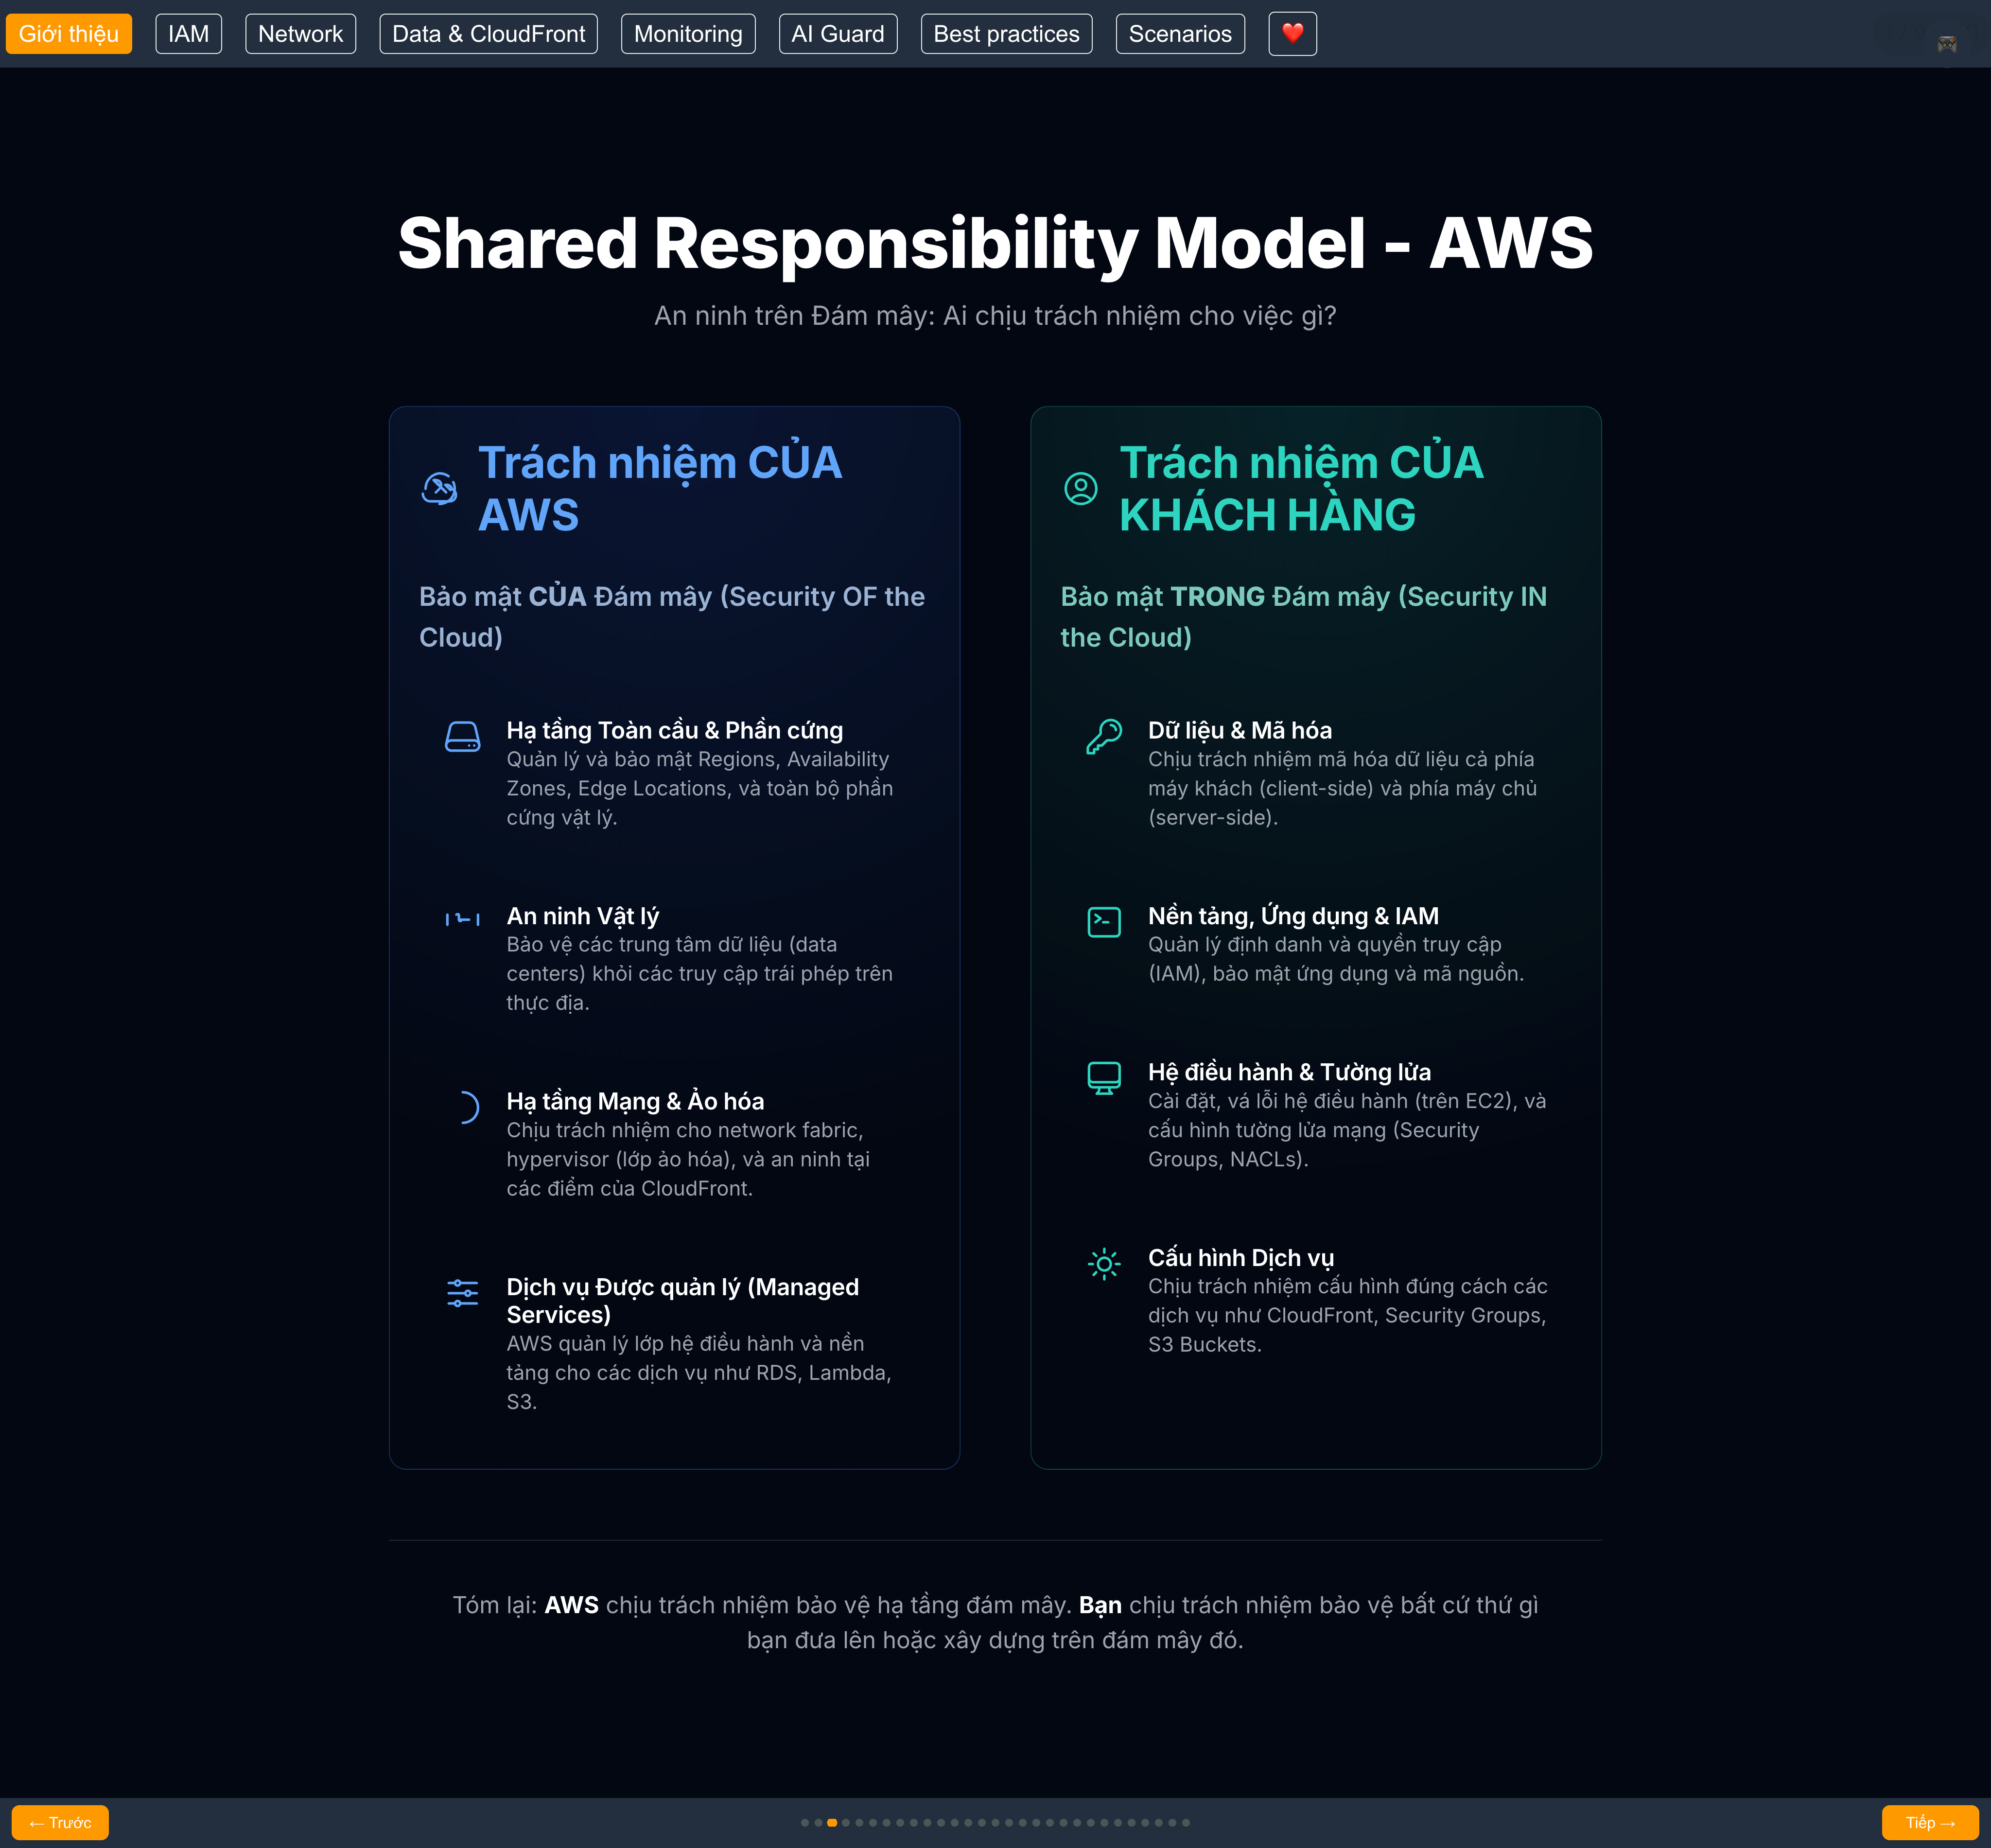 Giới thiệu
IAM
Network
Data & CloudFront
Monitoring
AI Guard
Best practices
Scenarios
Shared Responsibility Model - AWS
An ninh trên Đám mây: Ai chịu trách nhiệm cho việc gì?
Trách nhiệm CỦA
AWS
Bảo mật CỦA Đám mây (Security OF the
Cloud)
Hạ tầng Toàn cầu & Phần cứng
Quản lý và bảo mật Regions, Availability
Zones, Edge Locations, và toàn bộ phần
cứng vật lý.
An ninh Vật lý
Bảo vệ các trung tâm dữ liệu (data
centers) khỏi các truy cập trái phép trên
thực địa.
Hạ tầng Mạng & Ảo hóa
Chịu trách nhiệm cho network fabric,
hypervisor (lớp ảo hóa), và an ninh tại
các điểm của CloudFront.
Dịch vụ Được quản lý (Managed
Services)
AWS quản lý lớp hệ điều hành và nền
tảng cho các dịch vụ như RDS, Lambda,
S3.
Trách nhiệm CỦA
KHÁCH HÀNG
Bảo mật TRONG Đám mây (Security IN
the Cloud)
Dữ liệu & Mã hóa
Chịu trách nhiệm mã hóa dữ liệu cả phía
máy khách (client-side) và phía máy chủ
(server-side).
Nền tảng, Ứng dụng & IAM
Quản lý định danh và quyền truy cập
(IAM), bảo mật ứng dụng và mã nguồn.
Hệ điều hành & Tường lửa
Cài đặt, vá lỗi hệ điều hành (trên EC2), và
cấu hình tường lửa mạng (Security
Groups, NACLs).
Cấu hình Dịch vụ
Chịu trách nhiệm cấu hình đúng cách các
dịch vụ như CloudFront, Security Groups,
S3 Buckets.
Tóm lại: AWS chịu trách nhiệm bảo vệ hạ tầng đám mây. Bạn chịu trách nhiệm bảo vệ bất cứ thứ gì
bạn đưa lên hoặc xây dựng trên đám mây đó.
← Trước
Tiếp →